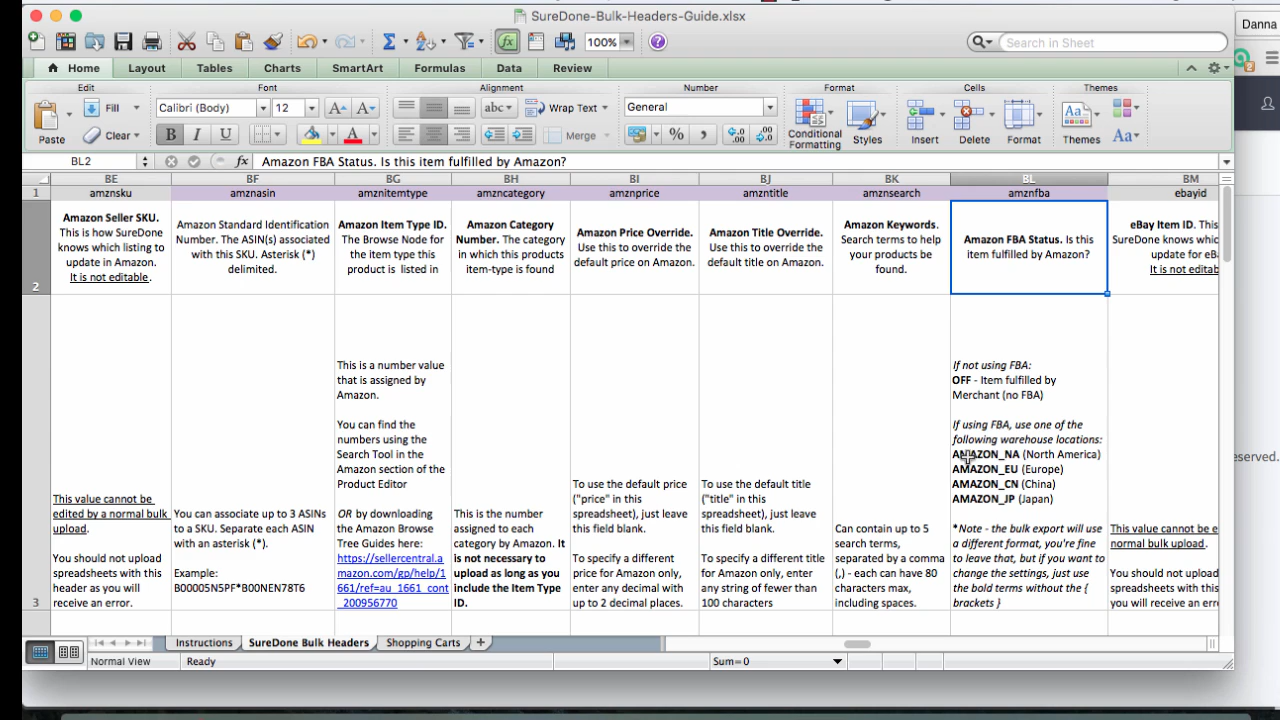 SureDone-Bulk-Headers-Guide.xlsx
Danna
100%
Search in Sheet
2
Home Layout Tables Charts SmartArt Formulas Data Review
Edit Font Alignment Number Format Cells Themes
Fill Calibri (Body) 12 A A abc Wrap Text General
Paste Clear B I U A Merge % Conditional Formatting Styles Insert Delete Format Themes Aa
BL2 fx Amazon FBA Status. Is this item fulfilled by Amazon?
BE BF BG BH BI BJ BK BL BM
1 amznsku amznasin amznitemtype amzncategory amznprice amzntitle amznsearch amznfba ebayid
2
Amazon Seller SKU.
This is how SureDone
knows which listing to
update in Amazon.
It is not editable.
Amazon Standard Identification
Number. The ASIN(s) associated
with this SKU. Asterisk (*)
delimited.
Amazon Item Type ID.
The Browse Node for
the item type this
product is listed in
Amazon Category
Number. The category
in which this products
item-type is found
Amazon Price Override.
Use this to override the
default price on Amazon.
Amazon Title Override.
Use this to override the
default title on Amazon.
Amazon Keywords.
Search terms to help
your products be
found.
Amazon FBA Status. Is this
item fulfilled by Amazon?
eBay Item ID. This
SureDone knows whic
update for eB
It is not editab
3
This value cannot be
edited by a normal bulk
upload.
You should not upload
spreadsheets with this
header as you will
receive an error.
You can associate up to 3 ASINs
to a SKU. Separate each ASIN
with an asterisk (*).
Example:
B00005N5PF*B00NEN78T6
This is a number value
that is assigned by
Amazon.
You can find the
numbers using the
Search Tool in the
Amazon section of the
Product Editor
OR by downloading
the Amazon Browse
Tree Guides here:
https://sellercentral.a
mazon.com/gp/help/1
661/ref=au_1661_cont
_200956770
This is the number
assigned to each
category by Amazon. It
is not necessary to
upload as long as you
include the Item Type
ID.
To use the default price
("price" in this
spreadsheet), just leave
this field blank.
To specify a different
price for Amazon only,
enter any decimal with
up to 2 decimal places.
To use the default title
("title" in this
spreadsheet), just leave
this field blank.
To specify a different
title for Amazon only, enter
any string of fewer than
100 characters
Can contain up to 5
search terms,
separated by a comma
(,) - each can have 80
characters max,
including spaces.
If not using FBA:
OFF - Item fulfilled by
Merchant (no FBA)
If using FBA, use one of the
following warehouse locations:
AMAZON_NA (North America)
AMAZON_EU (Europe)
AMAZON_CN (China)
AMAZON_JP (Japan)
*Note - the bulk export will use
a different format, you're fine
to leave that, but if you want to
change the settings, just use
the bold terms without the {
brackets }
This value cannot be e
normal bulk upload.
You should not upload
spreadsheets with this
you will receive an erro
eserved.
Instructions SureDone Bulk Headers Shopping Carts +
Normal View Ready Sum=0